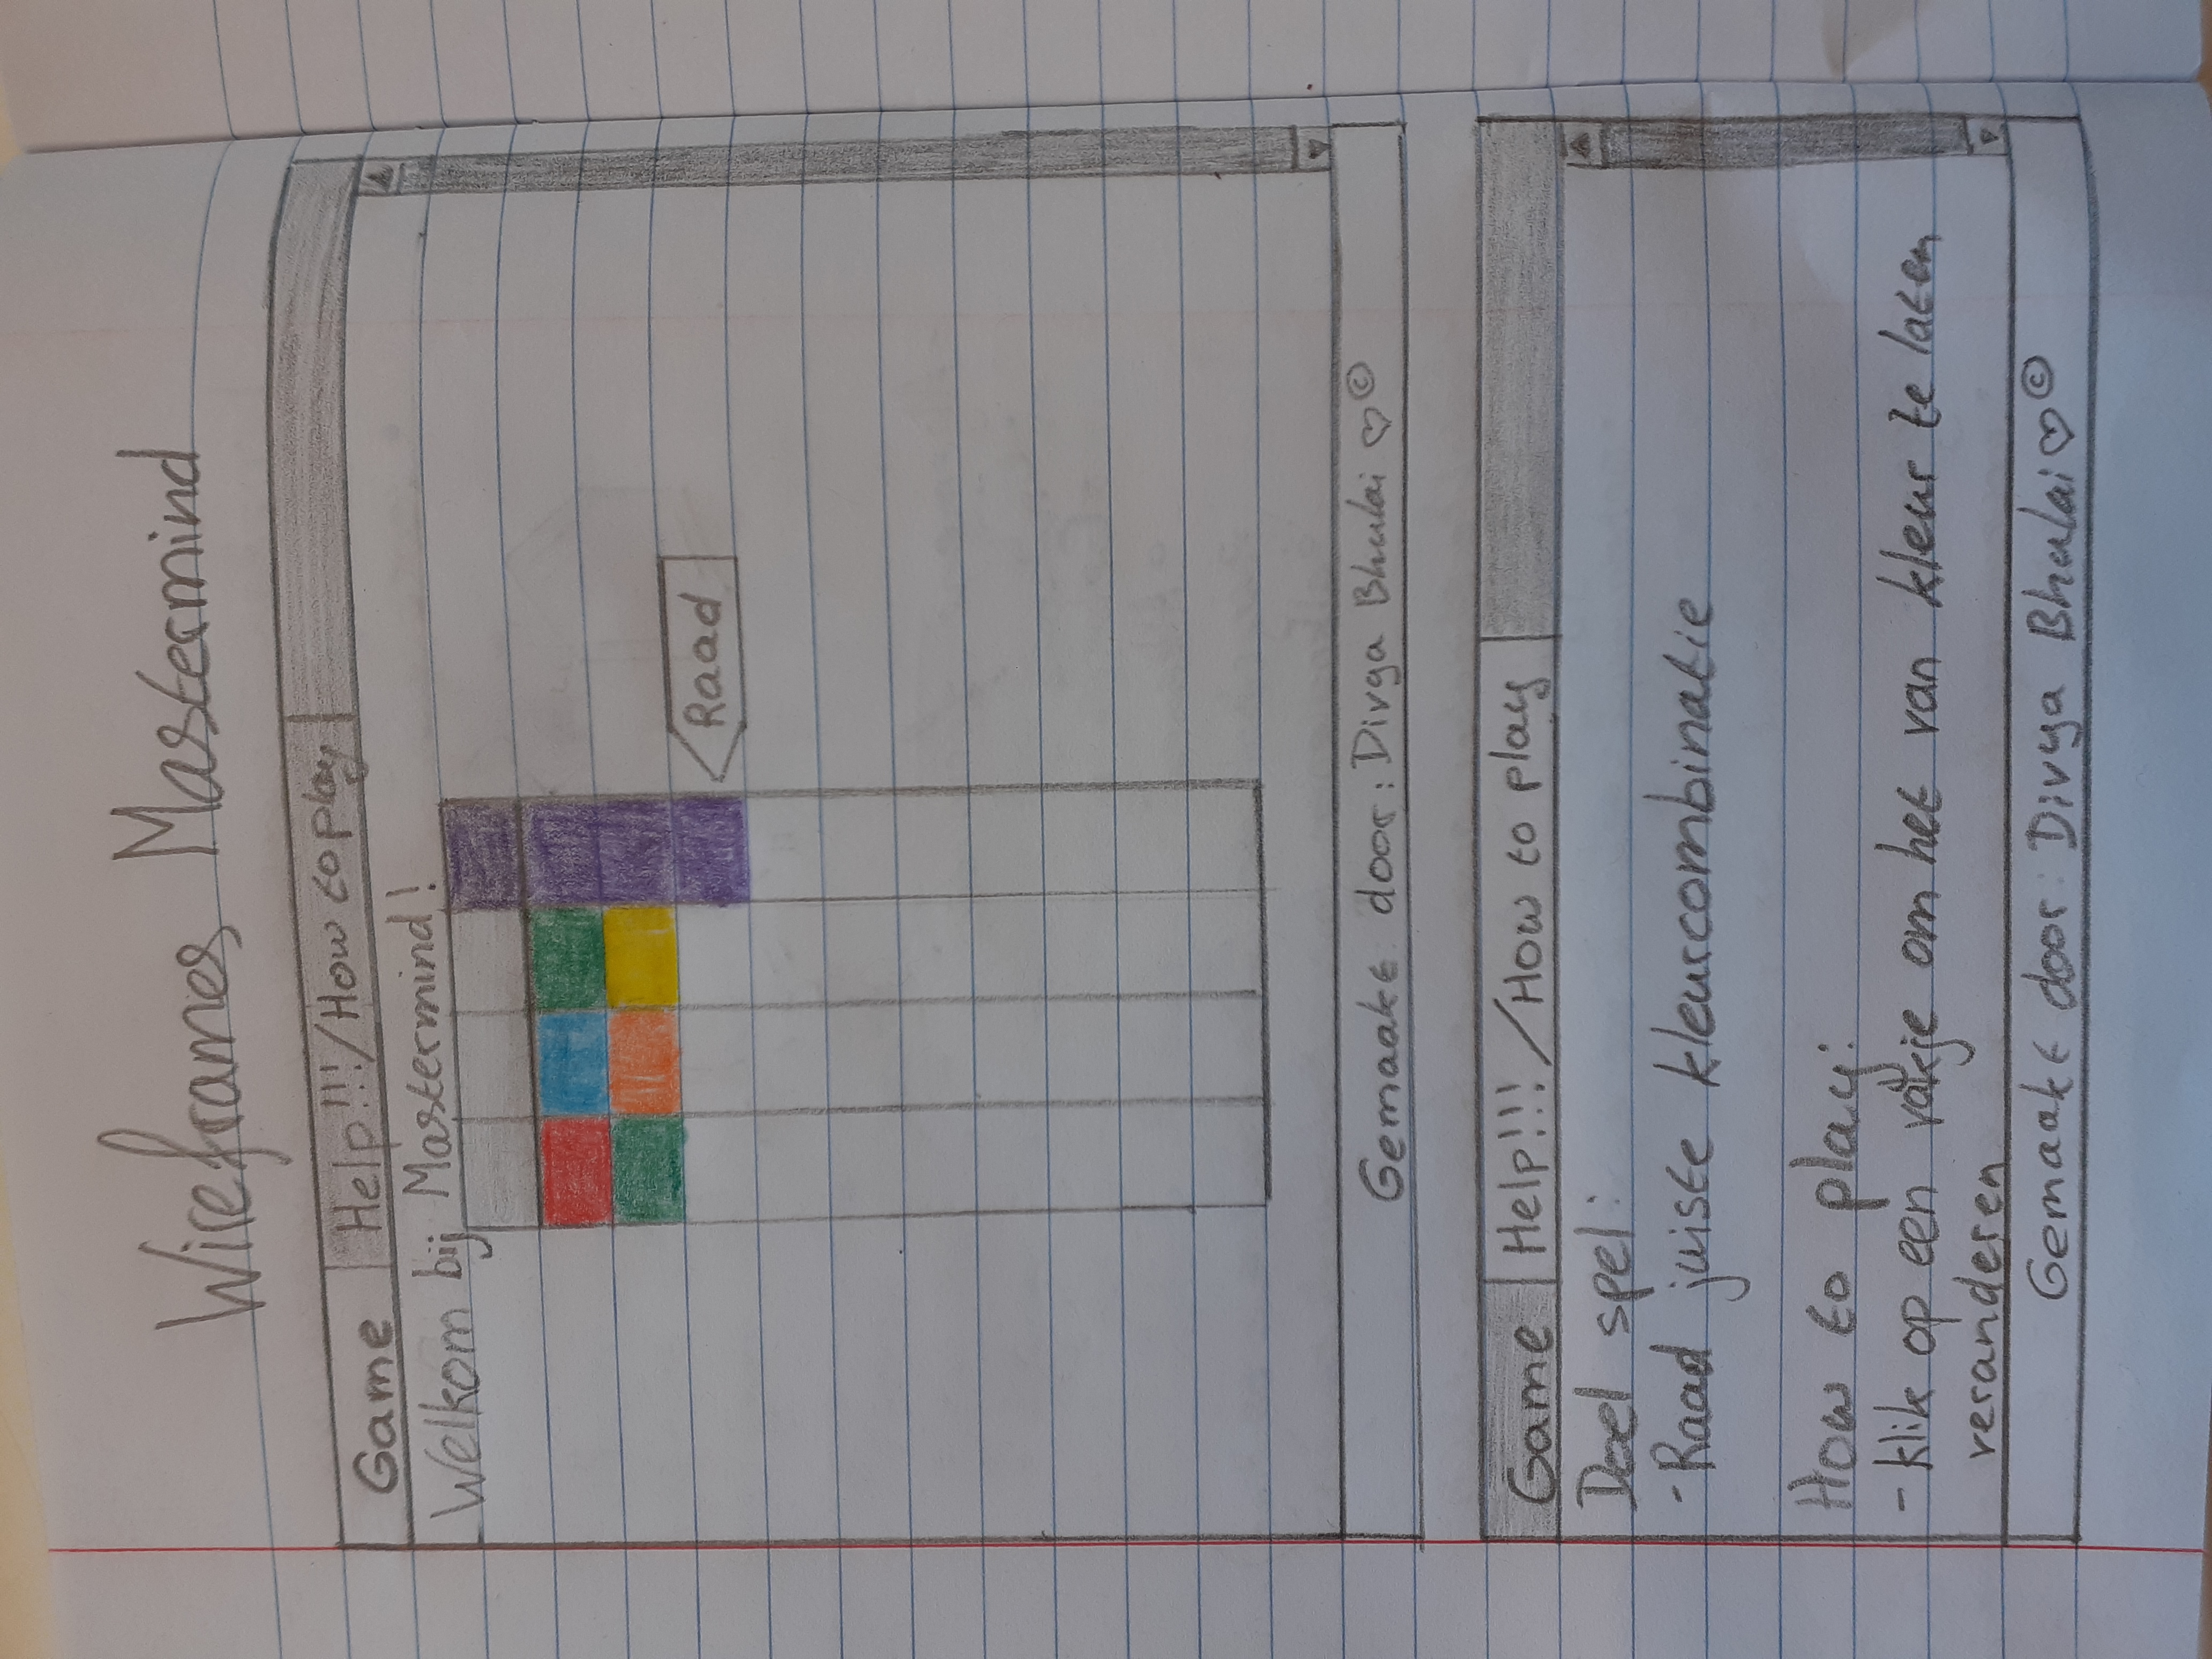 Wireframes Mastermind
Game Help!!!/How to play
Welkom bij Mastermind!
Raad
Gemaakt door: Divya Bhulai ♡©
Game Help!!! /How to play
Doel spel:
-Raad juiste kleurcombinatie
How to play:
-klik op een vakje om het van kleur te laten
veranderen
Gemaakt door: Divya Bhulai ♡©